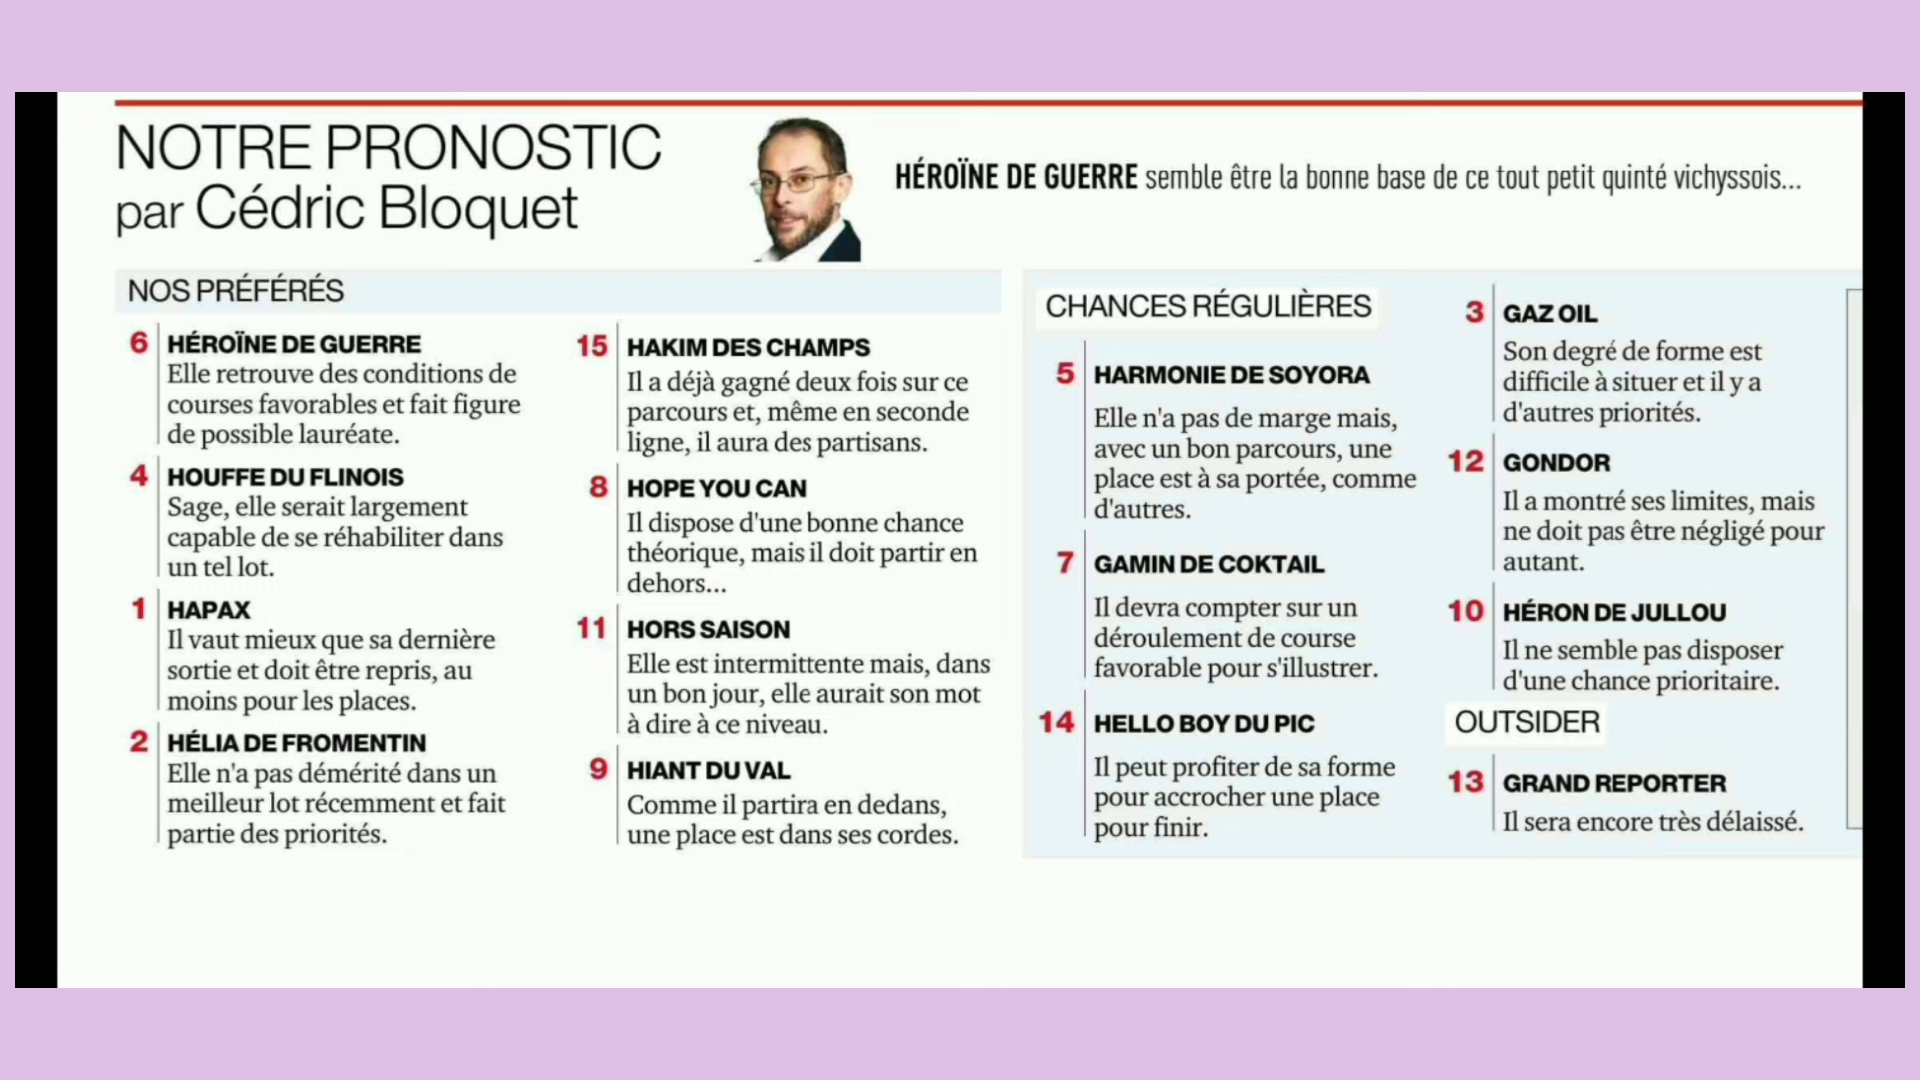 NOTRE PRONOSTIC
par Cédric Bloquet
HÉROÏNE DE GUERRE semble être la bonne base de ce tout petit quinté vichyssois...
NOS PRÉFÉRÉS
6 HÉROÏNE DE GUERRE
Elle retrouve des conditions de
courses favorables et fait figure
de possible lauréate.
4 HOUFFE DU FLINOIS
Sage, elle serait largement
capable de se réhabiliter dans
un tel lot.
1 HAPAX
Il vaut mieux que sa dernière
sortie et doit être repris, au
moins pour les places.
2 HÉLIA DE FROMENTIN
Elle n'a pas démérité dans un
meilleur lot récemment et fait
partie des priorités.
15 HAKIM DES CHAMPS
Il a déjà gagné deux fois sur ce
parcours et, même en seconde
ligne, il aura des partisans.
8 HOPE YOU CAN
Il dispose d'une bonne chance
théorique, mais il doit partir en
dehors...
11 HORS SAISON
Elle est intermittente mais, dans
un bon jour, elle aurait son mot
à dire à ce niveau.
9 HIANT DU VAL
Comme il partira en dedans,
une place est dans ses cordes.
CHANCES RÉGULIÈRES
5 HARMONIE DE SOYORA
Elle n'a pas de marge mais,
avec un bon parcours, une
place est à sa portée, comme
d'autres.
7 GAMIN DE COKTAIL
Il devra compter sur un
déroulement de course
favorable pour s'illustrer.
14 HELLO BOY DU PIC
Il peut profiter de sa forme
pour accrocher une place
pour finir.
3 GAZ OIL
Son degré de forme est
difficile à situer et il y a
d'autres priorités.
12 GONDOR
Il a montré ses limites, mais
ne doit pas être négligé pour
autant.
10 HÉRON DE JULLOU
Il ne semble pas disposer
d'une chance prioritaire.
OUTSIDER
13 GRAND REPORTER
Il sera encore très délaissé.